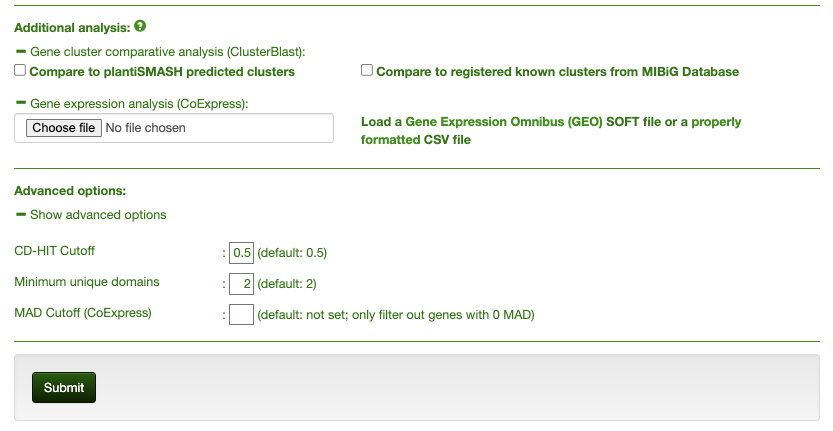 Additional analysis: ?
Gene cluster comparative analysis (ClusterBlast):
Compare to plantiSMASH predicted clusters
Compare to registered known clusters from MIBiG Database
Gene expression analysis (CoExpress):
Choose file No file chosen
Load a Gene Expression Omnibus (GEO) SOFT file or a properly
formatted CSV file
Advanced options:
Show advanced options
CD-HIT Cutoff : 0.5 (default: 0.5)
Minimum unique domains : 2 (default: 2)
MAD Cutoff (CoExpress) : (default: not set; only filter out genes with 0 MAD)
Submit